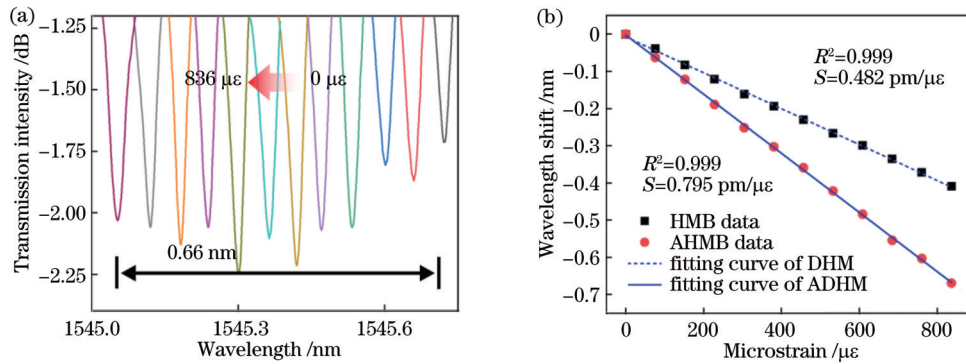 (a)
Transmission intensity /dB
-1.25
-1.50
-1.75
-2.00
-2.25
836 με
0 με
0.66 nm
1545.0
1545.3
1545.6
Wavelength /nm
(b)
Wavelength shift /nm
0
-0.1
-0.2
-0.3
-0.4
-0.5
-0.6
-0.7
R²=0.999
S=0.482 pm/με
R²=0.999
S=0.795 pm/με
HMB data
AHMB data
fitting curve of DHM
fitting curve of ADHM
0
200
400
600
800
Microstrain /με